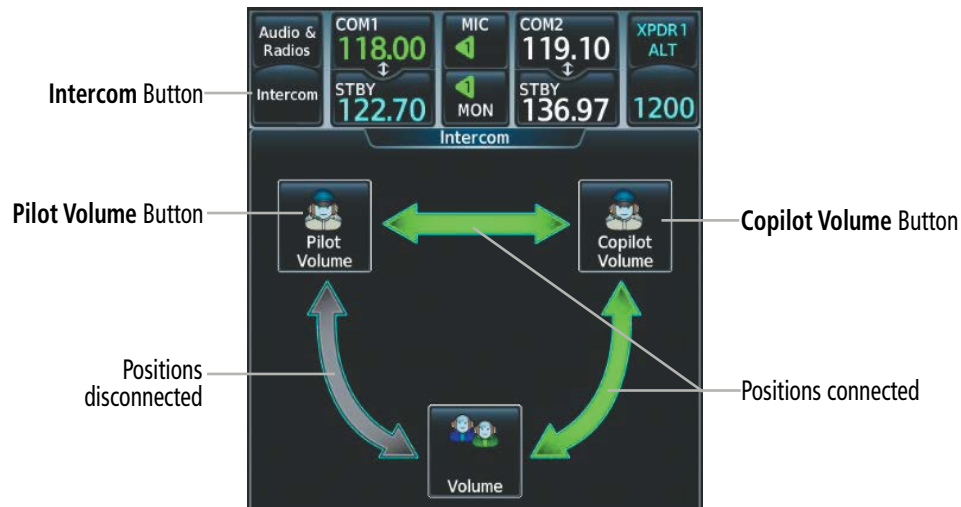 Audio &
Radios
COM1
118.00
MIC
1
COM2
119.10
XPDR1
ALT
Intercom Button
Intercom
STBY
122.70
1
MON
STBY
136.97
1200
Intercom
Pilot Volume Button
Pilot
Volume
Copilot
Volume
Copilot Volume Button
Positions
disconnected
Positions connected
Volume